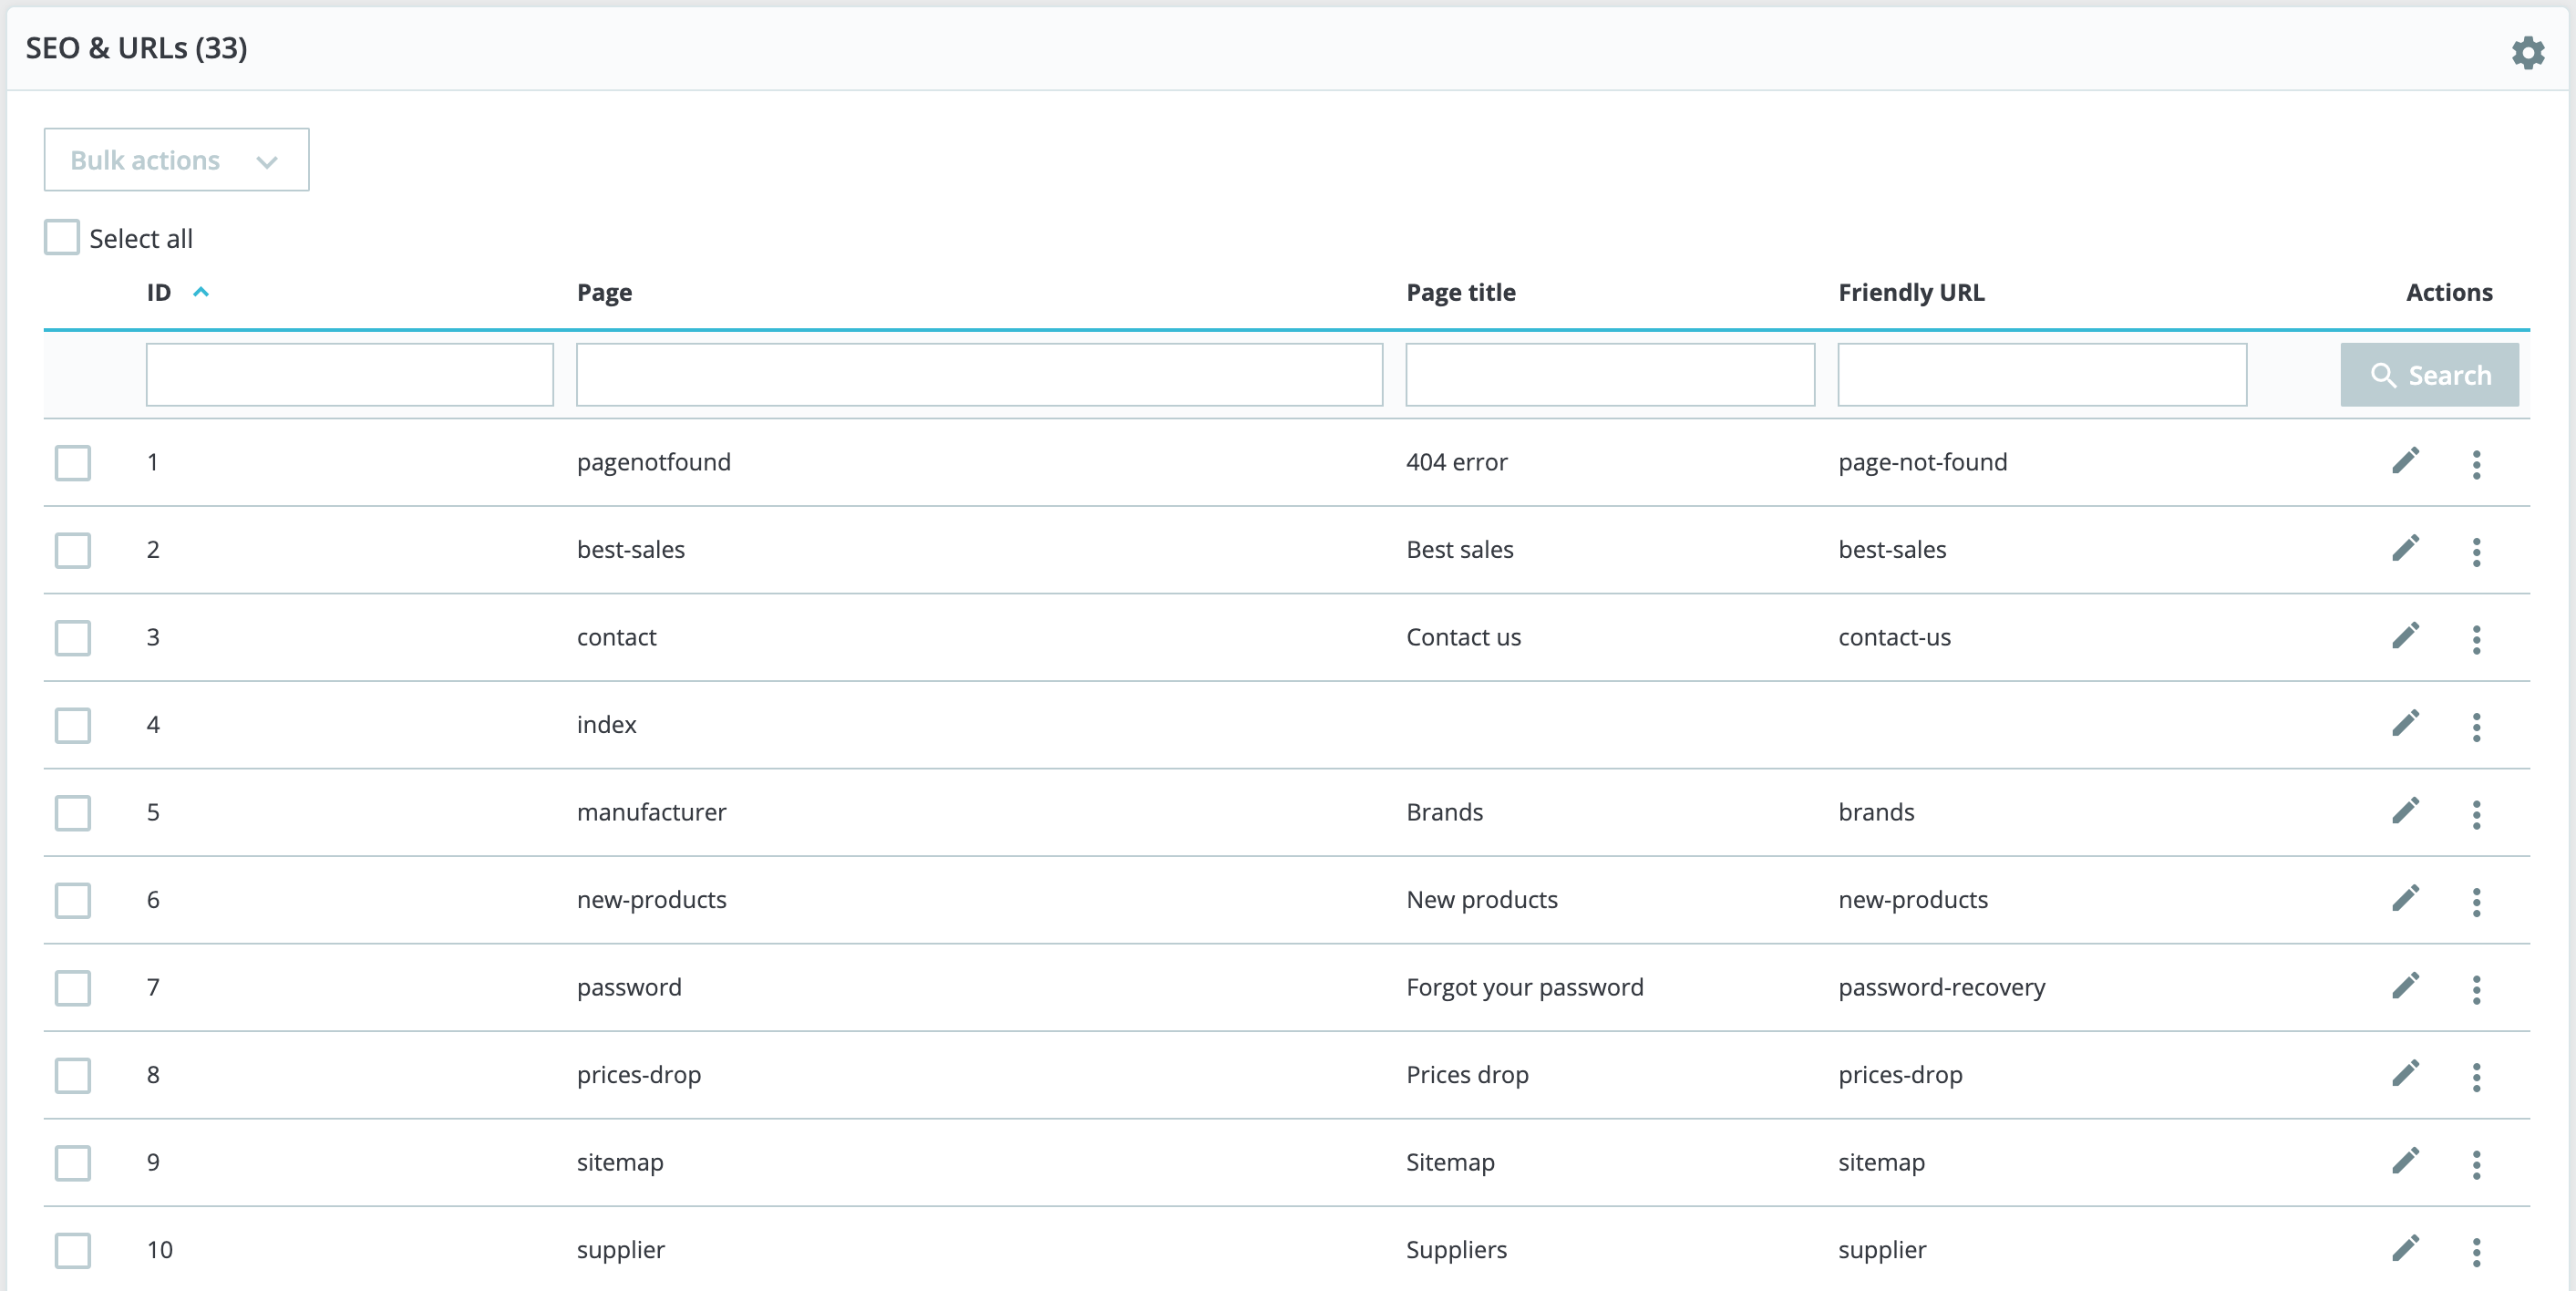 SEO & URLs (33)
Bulk actions
Select all
ID Page Page title Friendly URL Actions
Search
1 pagenotfound 404 error page-not-found
2 best-sales Best sales best-sales
3 contact Contact us contact-us
4 index
5 manufacturer Brands brands
6 new-products New products new-products
7 password Forgot your password password-recovery
8 prices-drop Prices drop prices-drop
9 sitemap Sitemap sitemap
10 supplier Suppliers supplier